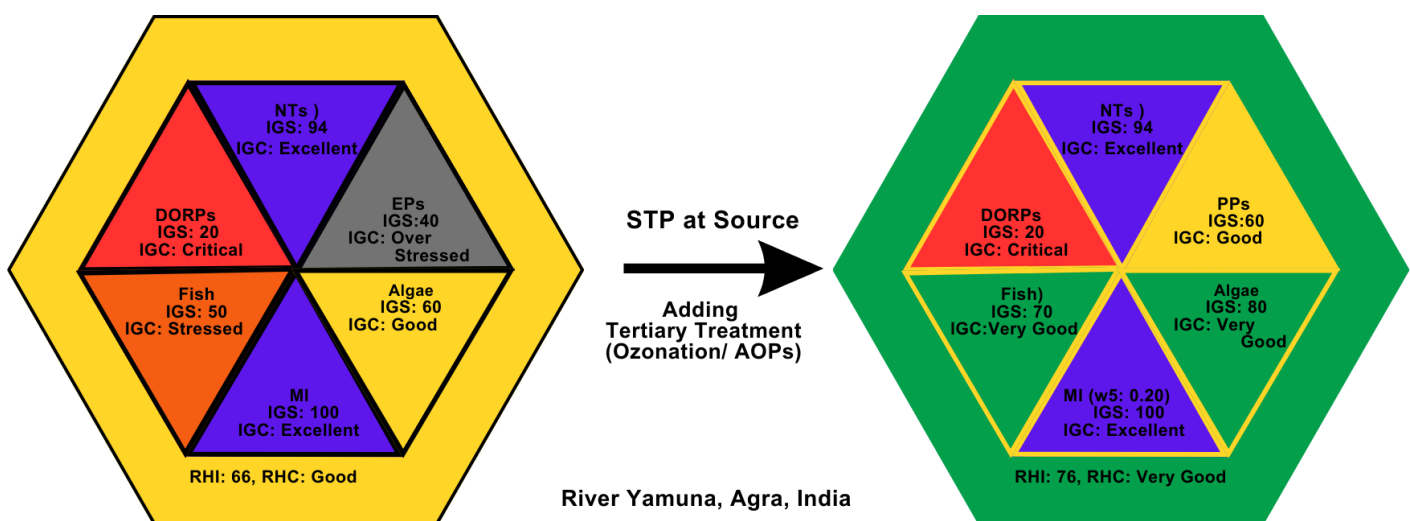 NTs )
IGS: 94
IGC: Excellent
DORPs
IGS: 20
IGC: Critical
EPs
IGS:40
IGC: Over
Stressed
Fish
IGS: 50
IGC: Stressed
Algae
IGS: 60
IGC: Good
MI
IGS: 100
IGC: Excellent
RHI: 66, RHC: Good
STP at Source
Adding
Tertiary Treatment
(Ozonation/ AOPs)
NTs )
IGS: 94
IGC: Excellent
DORPs
IGS: 20
IGC: Critical
PPs
IGS:60
IGC: Good
Fish)
IGS: 70
IGC:Very Good
Algae
IGS: 80
IGC: Very
Good
MI (w5: 0.20)
IGS: 100
IGC: Excellent
RHI: 76, RHC: Very Good
River Yamuna, Agra, India